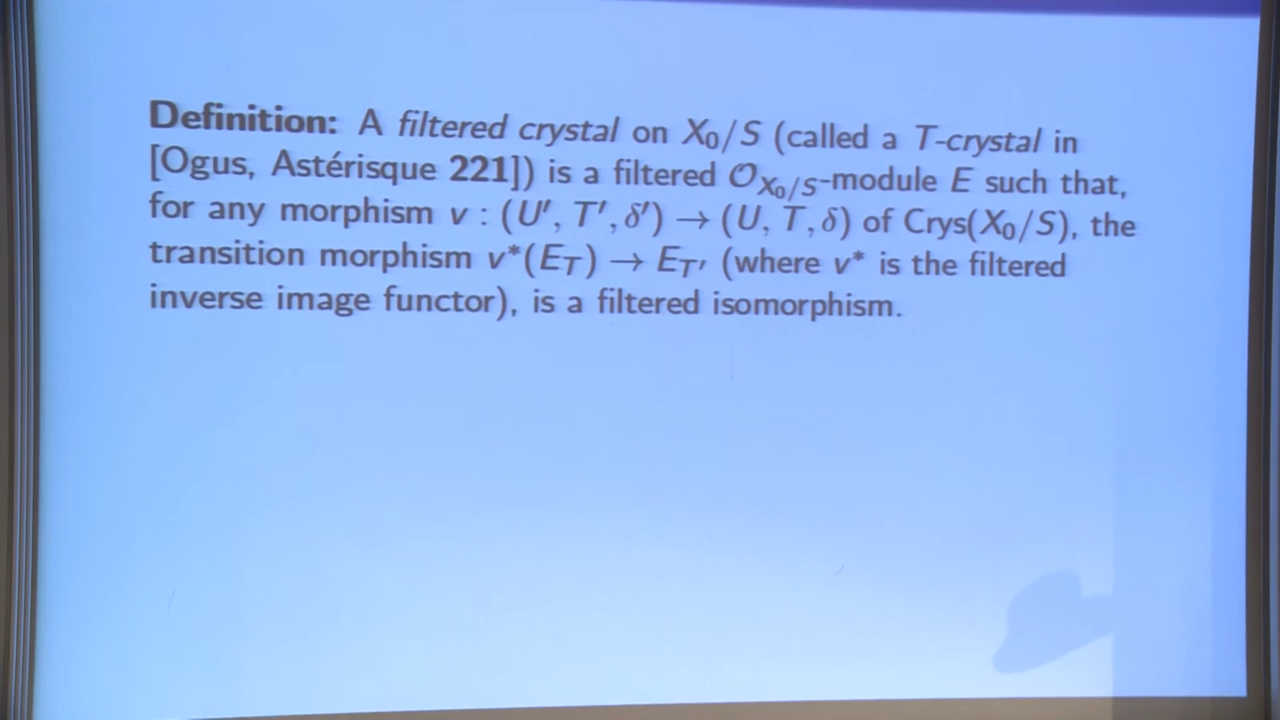 Definition: A filtered crystal on X₀/S (called a T-crystal in
[Ogus, Astérisque 221]) is a filtered 𝒪_{X₀/S}-module E such that,
for any morphism v : (U′, T′, δ′) → (U, T, δ) of Crys(X₀/S), the
transition morphism v*(E_T) → E_{T′} (where v* is the filtered
inverse image functor), is a filtered isomorphism.